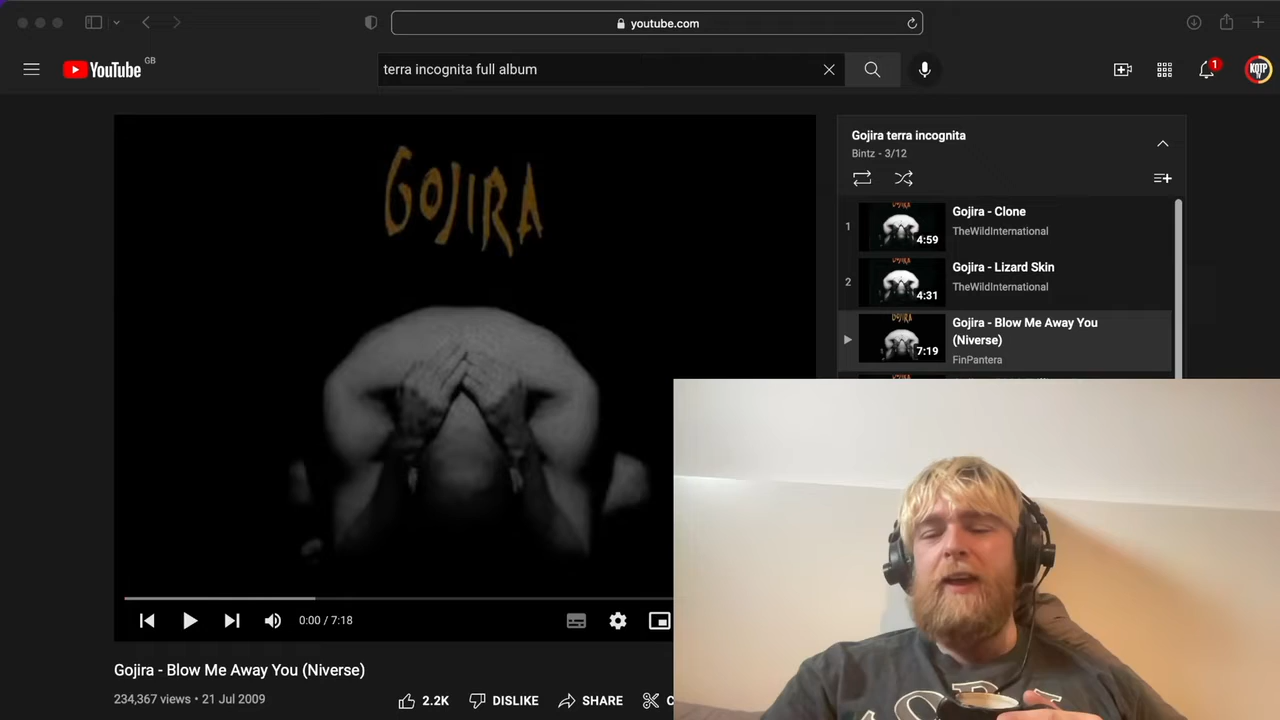 youtube.com
YouTube GB
terra incognita full album
1
KOTP
GOJIRA
Gojira terra incognita
Bintz - 3/12
1
Gojira - Clone
TheWildInternational
4:59
2
Gojira - Lizard Skin
TheWildInternational
4:31
Gojira - Blow Me Away You
(Niverse)
FinPantera
7:19
0:00 / 7:18
Gojira - Blow Me Away You (Niverse)
234,367 views • 21 Jul 2009
2.2K
DISLIKE
SHARE
C